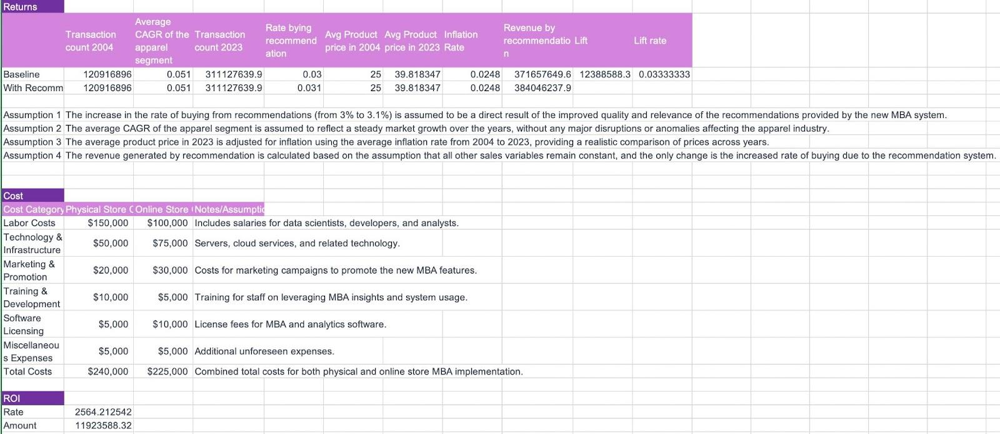 Returns
Transaction count 2004 Average CAGR of the apparel segment Transaction count 2023 Rate bying recommend ation Avg Product price in 2004 Avg Product price in 2023 Inflation Rate Revenue by recommendatio n Lift Lift rate
Baseline 120916896 0.051 311127639.9 0.03 25 39.818347 0.0248 371657649.6 12388588.3 0.03333333
With Recomm 120916896 0.051 311127639.9 0.031 25 39.818347 0.0248 384046237.9
Assumption 1 The increase in the rate of buying from recommendations (from 3% to 3.1%) is assumed to be a direct result of the improved quality and relevance of the recommendations provided by the new MBA system.
Assumption 2 The average CAGR of the apparel segment is assumed to reflect a steady market growth over the years, without any major disruptions or anomalies affecting the apparel industry.
Assumption 3 The average product price in 2023 is adjusted for inflation using the average inflation rate from 2004 to 2023, providing a realistic comparison of prices across years.
Assumption 4 The revenue generated by recommendation is calculated based on the assumption that all other sales variables remain constant, and the only change is the increased rate of buying due to the recommendation system.
Cost
Cost Category Physical Store Online Store Notes/Assumptio
Labor Costs $150,000 $100,000 Includes salaries for data scientists, developers, and analysts.
Technology & Infrastructure $50,000 $75,000 Servers, cloud services, and related technology.
Marketing & Promotion $20,000 $30,000 Costs for marketing campaigns to promote the new MBA features.
Training & Development $10,000 $5,000 Training for staff on leveraging MBA insights and system usage.
Software Licensing $5,000 $10,000 License fees for MBA and analytics software.
Miscellaneou s Expenses $5,000 $5,000 Additional unforeseen expenses.
Total Costs $240,000 $225,000 Combined total costs for both physical and online store MBA implementation.
ROI
Rate 2564.212542
Amount 11923588.32